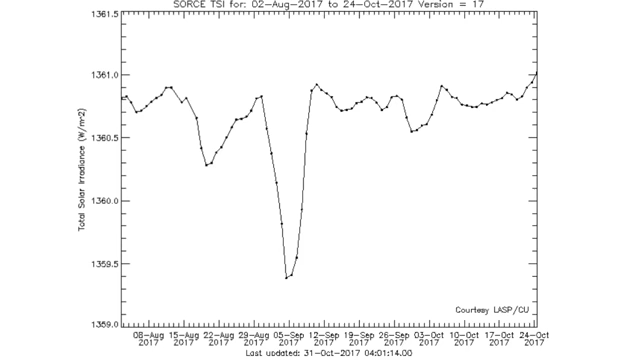 SORCE TSI for: 02-Aug-2017 to 24-Oct-2017 Version = 17
1361.5
1361.0
1360.5
1360.0
1359.5
1359.0
Total Solar Irradiance (W/m2)
Courtesy LASP/CU
08-Aug 15-Aug 22-Aug 29-Aug 05-Sep 12-Sep 19-Sep 26-Sep 03-Oct 10-Oct 17-Oct 24-Oct
2017 2017 2017 2017 2017 2017 2017 2017 2017 2017 2017 2017
Last updated: 31-Oct-2017 04:01:14.00